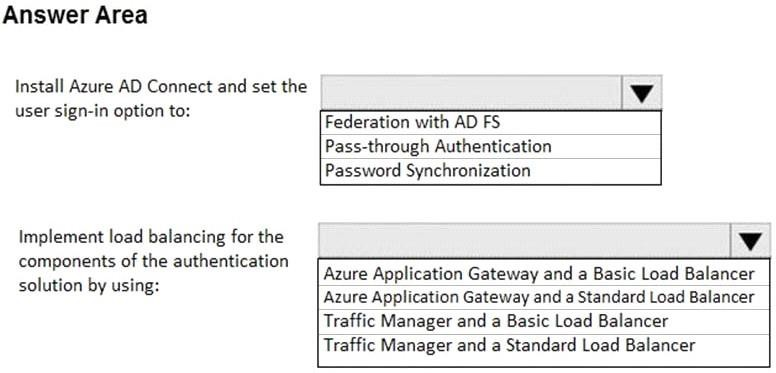 Answer Area
Install Azure AD Connect and set the
user sign-in option to:
Federation with AD FS
Pass-through Authentication
Password Synchronization
Implement load balancing for the
components of the authentication
solution by using:
Azure Application Gateway and a Basic Load Balancer
Azure Application Gateway and a Standard Load Balancer
Traffic Manager and a Basic Load Balancer
Traffic Manager and a Standard Load Balancer